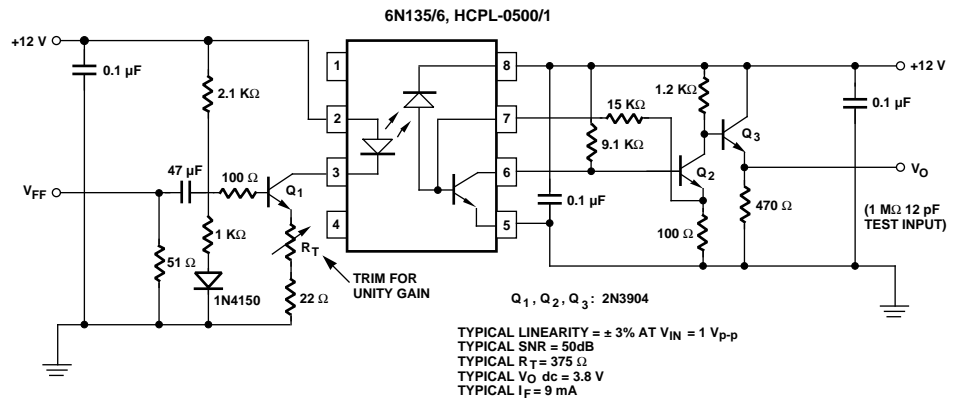 6N135/6, HCPL-0500/1
+12 V
0.1 µF
2.1 KΩ
1
2
3
4
8
7
6
5
15 KΩ
1.2 KΩ
9.1 KΩ
Q3
+12 V
0.1 µF
VFF
47 µF
100 Ω
Q1
Q2
VO
0.1 µF
470 Ω
(1 MΩ 12 pF
TEST INPUT)
1 KΩ
RT
100 Ω
51 Ω
1N4150
22 Ω
TRIM FOR
UNITY GAIN
Q1, Q2, Q3: 2N3904
TYPICAL LINEARITY = ± 3% AT VIN = 1 Vp-p
TYPICAL SNR = 50dB
TYPICAL RT = 375 Ω
TYPICAL VO dc = 3.8 V
TYPICAL IF = 9 mA